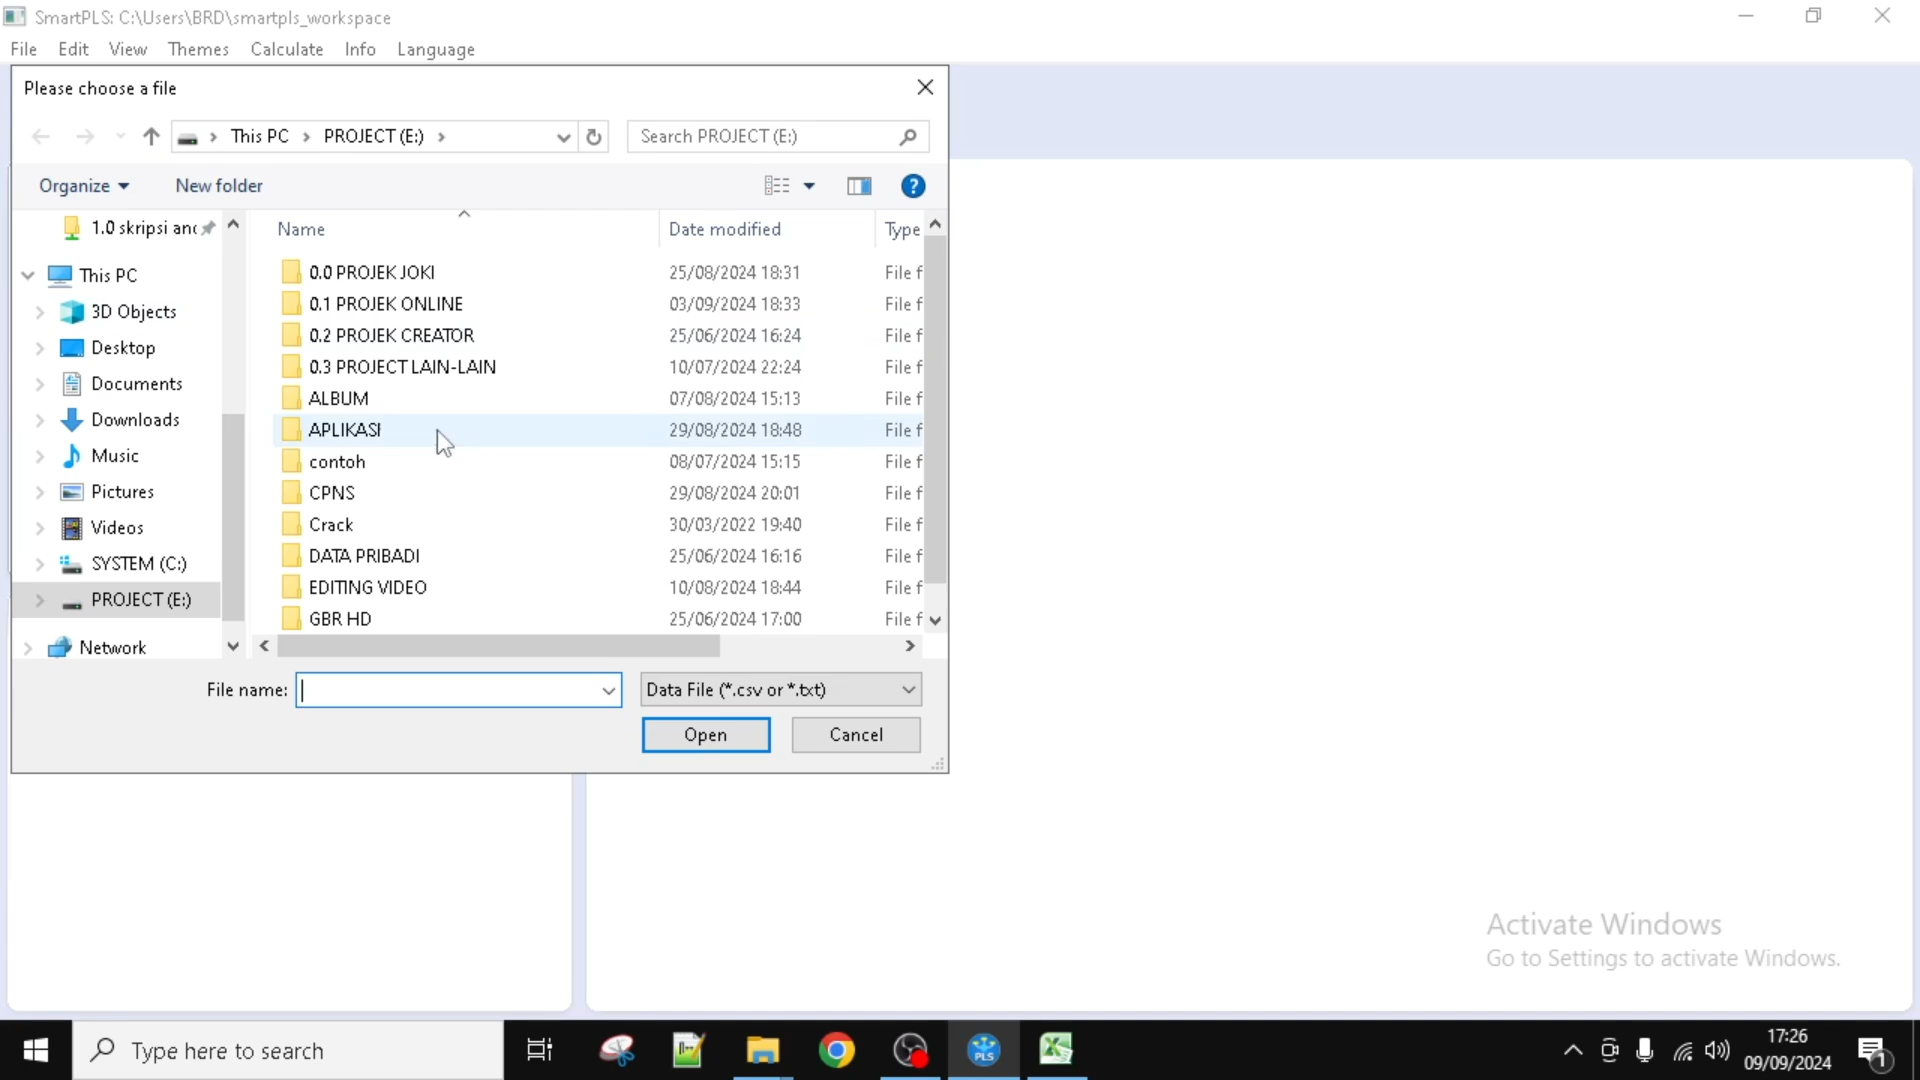 SmartPLS: C:\Users\BRD\smartpls_workspace
File Edit View Themes Calculate Info Language
Please choose a file
This PC PROJECT (E:) Search PROJECT (E:)
Organize New folder
1.0 skripsi and
This PC
3D Objects
Desktop
Documents
Downloads
Music
Pictures
Videos
SYSTEM (C:)
PROJECT (E:)
Network
Name Date modified Type
0.0 PROJEK JOKI 25/08/2024 18:31 File f
0.1 PROJEK ONLINE 03/09/2024 18:33 File f
0.2 PROJEK CREATOR 25/06/2024 16:24 File f
0.3 PROJECT LAIN-LAIN 10/07/2024 22:24 File f
ALBUM 07/08/2024 15:13 File f
APLIKASI 29/08/2024 18:48 File f
contoh 08/07/2024 15:15 File f
CPNS 29/08/2024 20:01 File f
Crack 30/03/2022 19:40 File f
DATA PRIBADI 25/06/2024 16:16 File f
EDITING VIDEO 10/08/2024 18:44 File f
GBR HD 25/06/2024 17:00 File f
File name: Data File (*.csv or *.txt)
Open Cancel
Activate Windows
Go to Settings to activate Windows.
Type here to search
PLS
17:26
09/09/2024
1